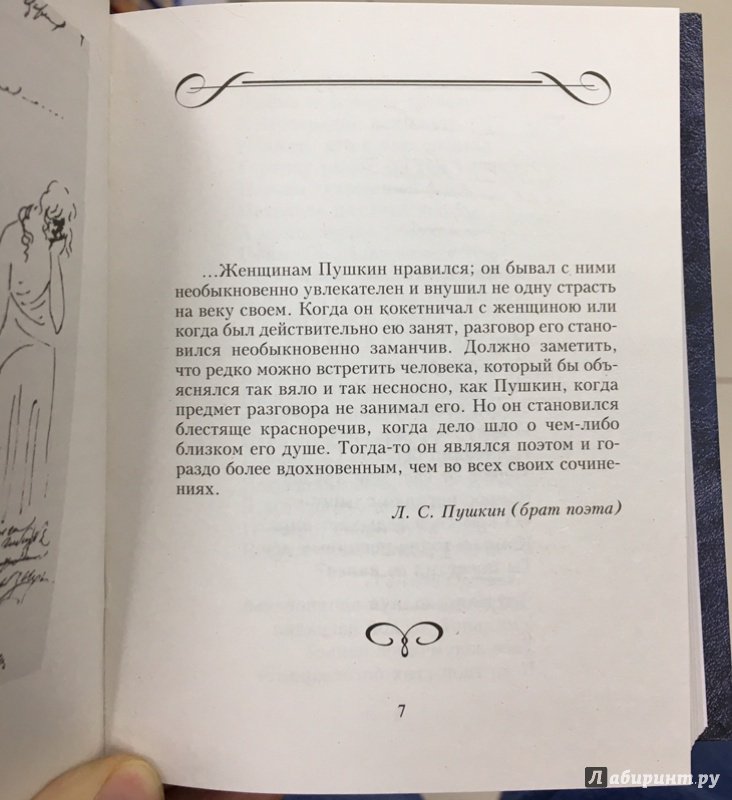 ...Женщинам Пушкин нравился; он бывал с ними
необыкновенно увлекателен и внушил не одну страсть
на веку своем. Когда он кокетничал с женщиною или
когда был действительно ею занят, разговор его стано-
вился необыкновенно заманчив. Должно заметить,
что редко можно встретить человека, который бы объ-
яснялся так вяло и так несносно, как Пушкин, когда
предмет разговора не занимал его. Но он становился
блестяще красноречив, когда дело шло о чем-либо
близком его душе. Тогда-то он являлся поэтом и го-
раздо более вдохновенным, чем во всех своих сочине-
ниях.
Л. С. Пушкин (брат поэта)
7
Лабиринт.ру